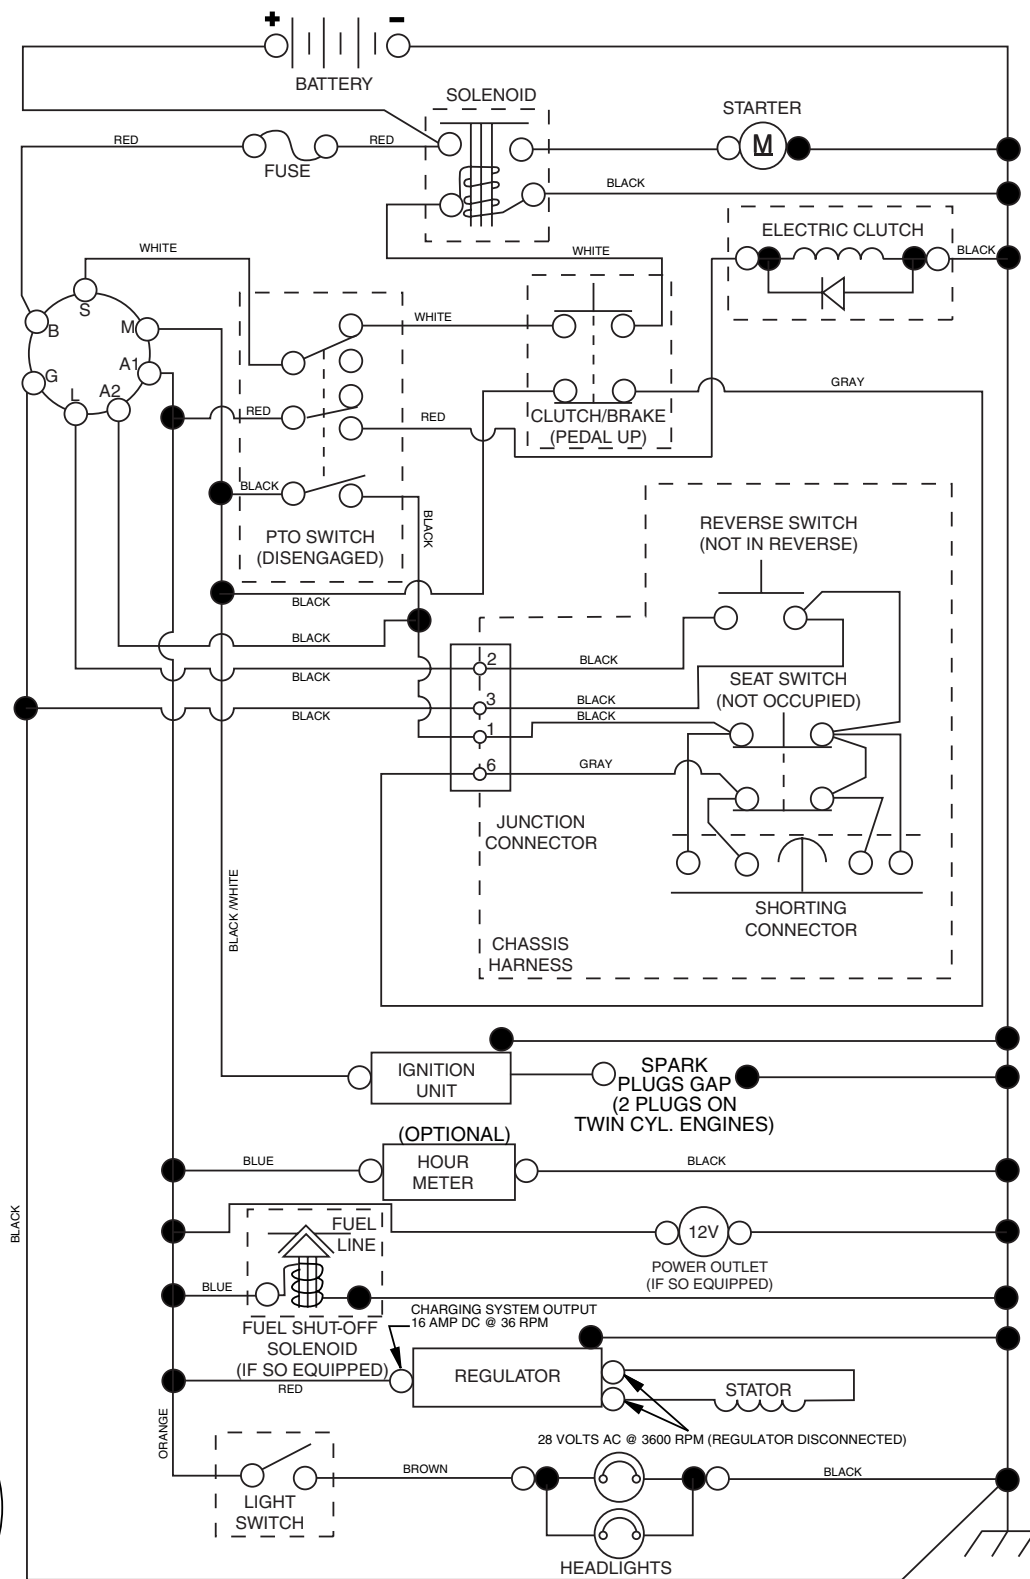 + -
BATTERY
SOLENOID
STARTER
M
RED
FUSE
RED
BLACK
ELECTRIC CLUTCH
BLACK
WHITE
WHITE
S
B
M
A1
G
A2
L
WHITE
CLUTCH/BRAKE
(PEDAL UP)
GRAY
RED
RED
BLACK
PTO SWITCH
(DISENGAGED)
BLACK
REVERSE SWITCH
(NOT IN REVERSE)
BLACK
BLACK
BLACK
2
BLACK
SEAT SWITCH
(NOT OCCUPIED)
3
BLACK
BLACK
BLACK
1
6
GRAY
JUNCTION
CONNECTOR
SHORTING
CONNECTOR
CHASSIS
HARNESS
BLACK /WHITE
IGNITION
UNIT
SPARK
PLUGS GAP
(2 PLUGS ON
TWIN CYL. ENGINES)
(OPTIONAL)
HOUR
METER
BLUE
BLACK
BLACK
FUEL
LINE
12V
POWER OUTLET
(IF SO EQUIPPED)
BLUE
FUEL SHUT-OFF
SOLENOID
(IF SO EQUIPPED)
CHARGING SYSTEM OUTPUT
16 AMP DC @ 36 RPM
REGULATOR
STATOR
RED
28 VOLTS AC @ 3600 RPM (REGULATOR DISCONNECTED)
ORANGE
LIGHT
SWITCH
BROWN
BLACK
HEADLIGHTS